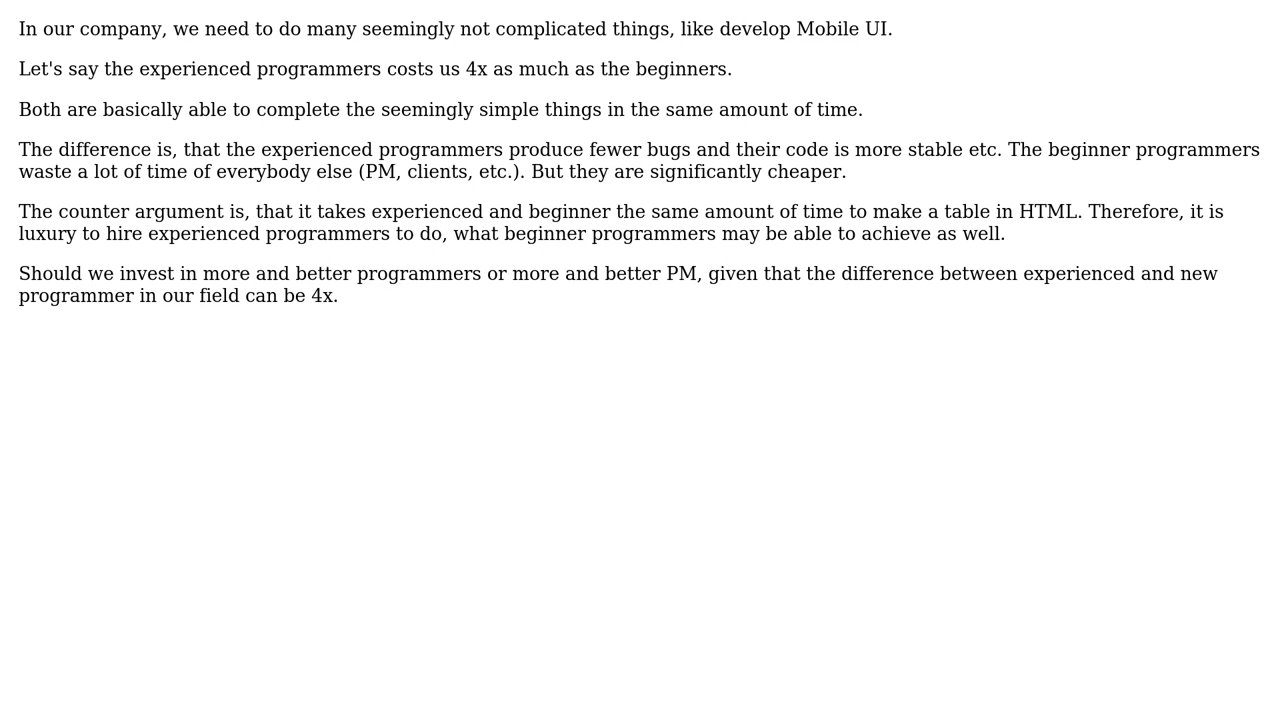 In our company, we need to do many seemingly not complicated things, like develop Mobile UI.
Let's say the experienced programmers costs us 4x as much as the beginners.
Both are basically able to complete the seemingly simple things in the same amount of time.
The difference is, that the experienced programmers produce fewer bugs and their code is more stable etc. The beginner programmers
waste a lot of time of everybody else (PM, clients, etc.). But they are significantly cheaper.
The counter argument is, that it takes experienced and beginner the same amount of time to make a table in HTML. Therefore, it is
luxury to hire experienced programmers to do, what beginner programmers may be able to achieve as well.
Should we invest in more and better programmers or more and better PM, given that the difference between experienced and new
programmer in our field can be 4x.